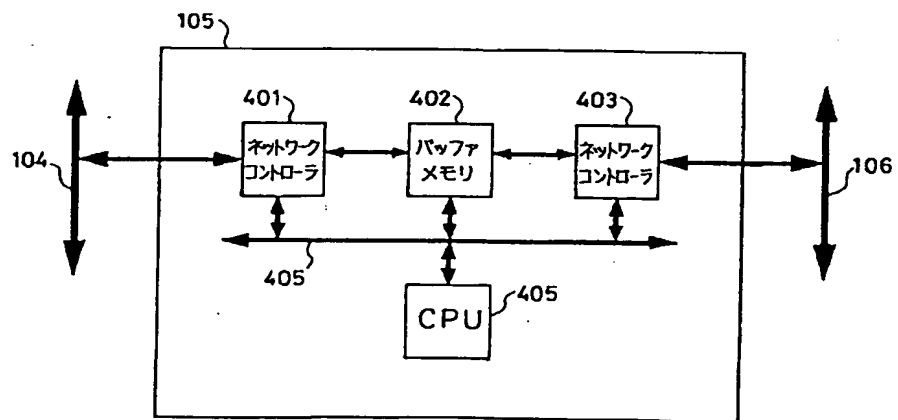 105
401
402
403
ネットワーク
コントローラ
バッファ
メモリ
ネットワーク
コントローラ
104
106
405
CPU
405